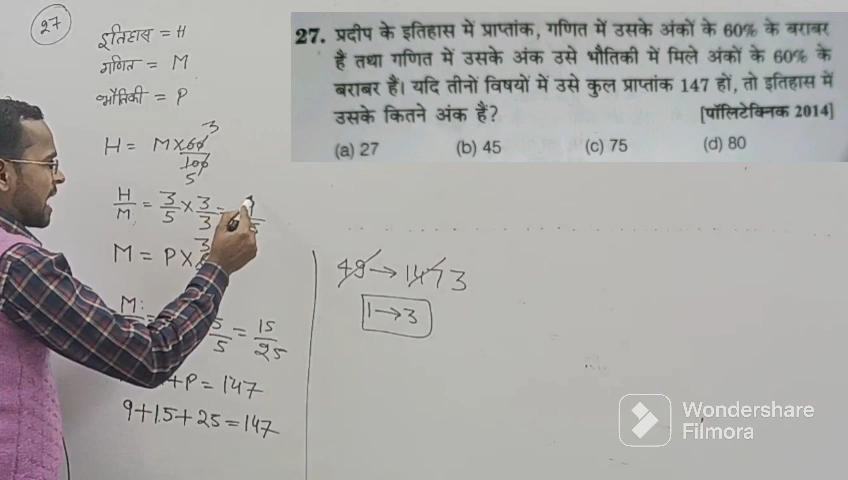 27
इतिहास = H
गणित = M
भौतिकी = P
H = M×60 3
100
5
H/M = 3/5 × 3/3 = 9
M = P× 3
M
5/5 = 15/25
+P = 147
9+15+25 = 147
49 → 147 3
1 → 3
27. प्रदीप के इतिहास में प्राप्तांक, गणित में उसके अंकों के 60% के बराबर
हैं तथा गणित में उसके अंक उसे भौतिकी में मिले अंकों के 60% के
बराबर हैं। यदि तीनों विषयों में उसे कुल प्राप्तांक 147 हों, तो इतिहास में
उसके कितने अंक हैं? [पॉलिटेक्निक 2014]
(a) 27 (b) 45 (c) 75 (d) 80
Wondershare
Filmora